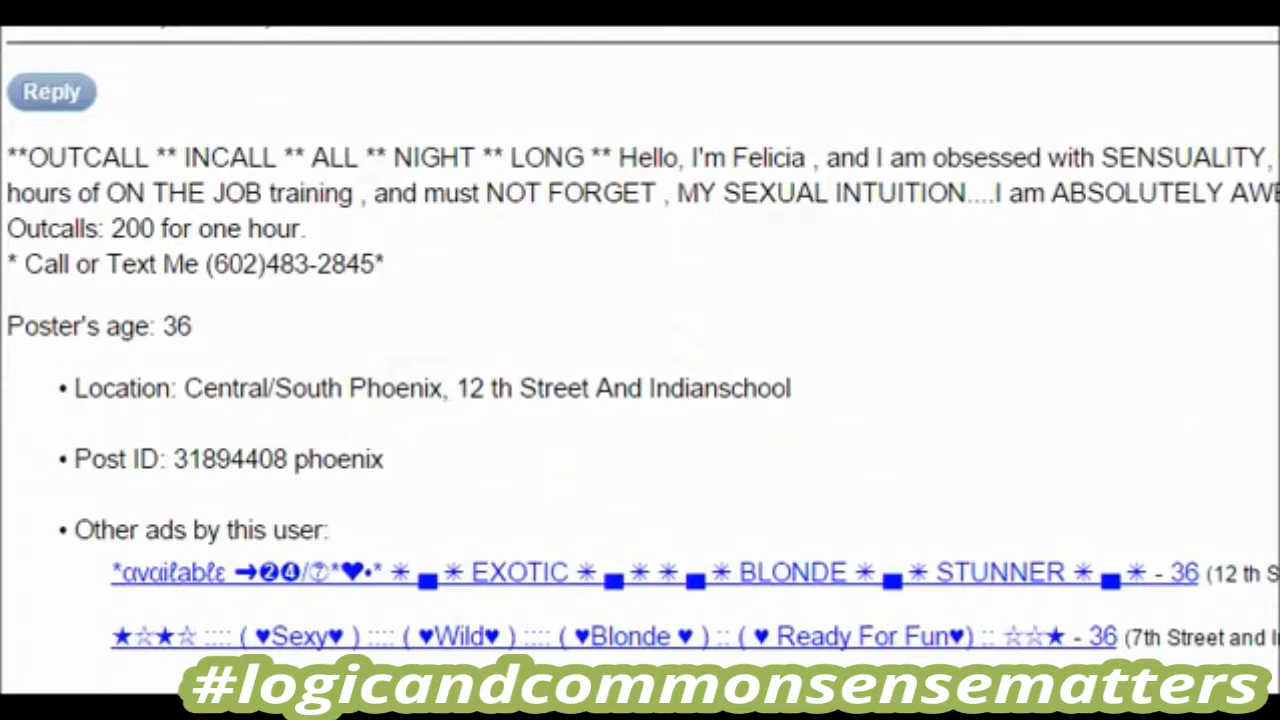 Reply
**OUTCALL ** INCALL ** ALL ** NIGHT ** LONG ** Hello, I'm Felicia , and I am obsessed with SENSUALITY,
hours of ON THE JOB training , and must NOT FORGET , MY SEXUAL INTUITION....I am ABSOLUTELY
Outcalls: 200 for one hour.
* Call or Text Me (602)483-2845*
Poster's age: 36
• Location: Central/South Phoenix, 12 th Street And Indianschool
• Post ID: 31894408 phoenix
• Other ads by this user:
*αvαiℓαbℓε ➞❷❹/⑦*♥•* ✳ ▄ ✳ EXOTIC ✳ ▄ ✳ ✳ ▄ ✳ BLONDE ✳ ▄ ✳ STUNNER ✳ ▄ ✳ - 36 (12 th
★☆★☆ :::: ( ♥Sexy♥ ) :::: ( ♥Wild♥ ) :::: ( ♥Blonde ♥ ) :: ( ♥ Ready For Fun♥) :: ☆☆★ - 36 (7th Street and
#logicandcommonsensematters